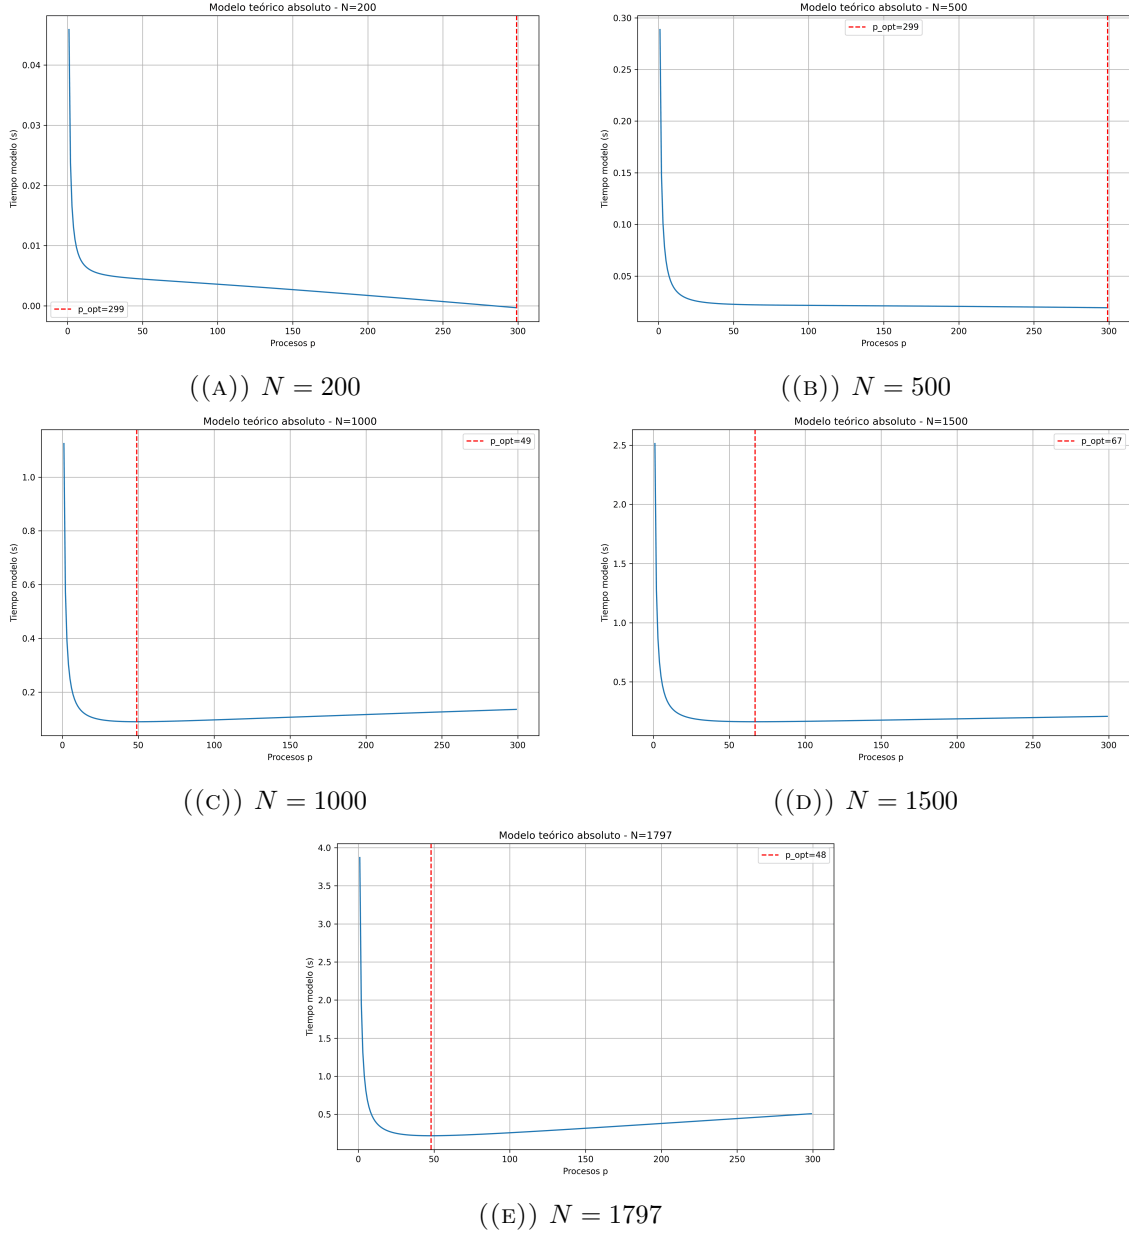 Modelo teórico absoluto - N=200
Tiempo modelo (s)
0.04
0.03
0.02
0.01
0.00
p_opt=299
0 50 100 150 200 250 300
Procesos p
((A)) N = 200
Modelo teórico absoluto - N=500
Tiempo modelo (s)
0.30
0.25
0.20
0.15
0.10
0.05
p_opt=299
0 50 100 150 200 250 300
Procesos p
((B)) N = 500
Modelo teórico absoluto - N=1000
Tiempo modelo (s)
1.0
0.8
0.6
0.4
0.2
p_opt=49
0 50 100 150 200 250 300
Procesos p
((C)) N = 1000
Modelo teórico absoluto - N=1500
Tiempo modelo (s)
2.5
2.0
1.5
1.0
0.5
p_opt=67
0 50 100 150 200 250 300
Procesos p
((D)) N = 1500
Modelo teórico absoluto - N=1797
Tiempo modelo (s)
4.0
3.5
3.0
2.5
2.0
1.5
1.0
0.5
p_opt=48
0 50 100 150 200 250 300
Procesos p
((E)) N = 1797